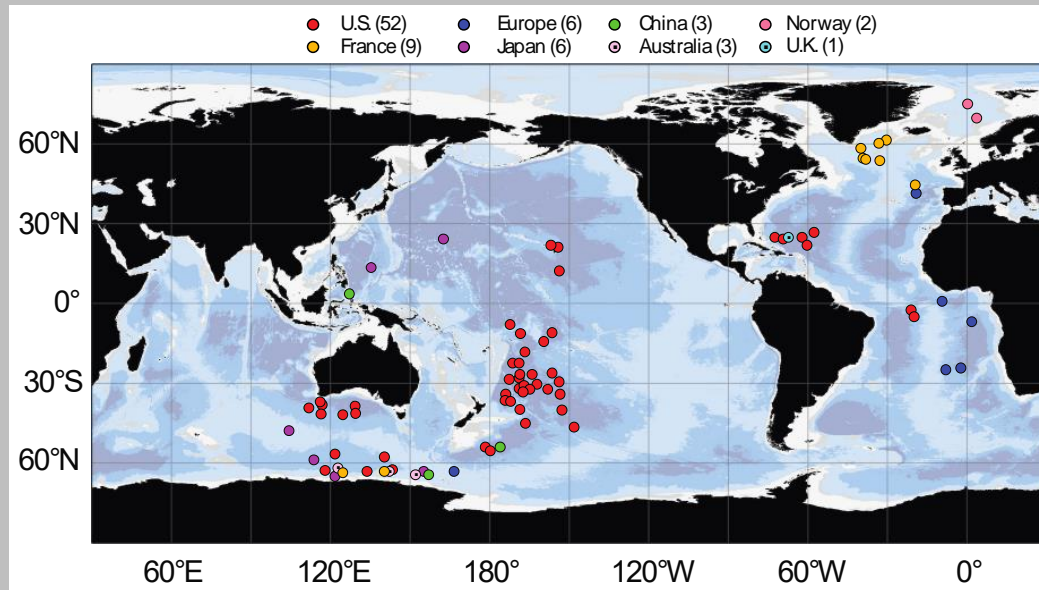 U.S. (52) Europe (6) China (3) Norway (2)
France (9) Japan (6) Australia (3) U.K. (1)
60°N
30°N
0°
30°S
60°N
60°E 120°E 180° 120°W 60°W 0°